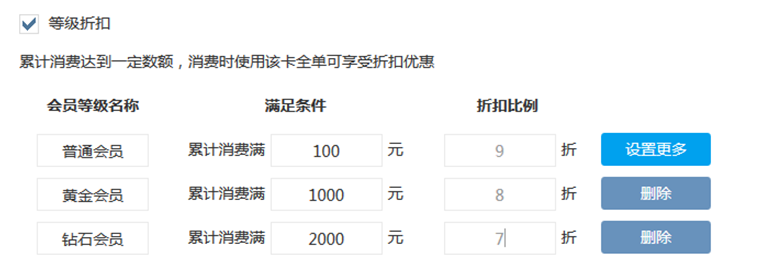 等级折扣
累计消费达到一定数额，消费时使用该卡全单可享受折扣优惠
会员等级名称 满足条件 折扣比例
普通会员 累计消费满 100 元 9 折 设置更多
黄金会员 累计消费满 1000 元 8 折 删除
钻石会员 累计消费满 2000 元 7 折 删除